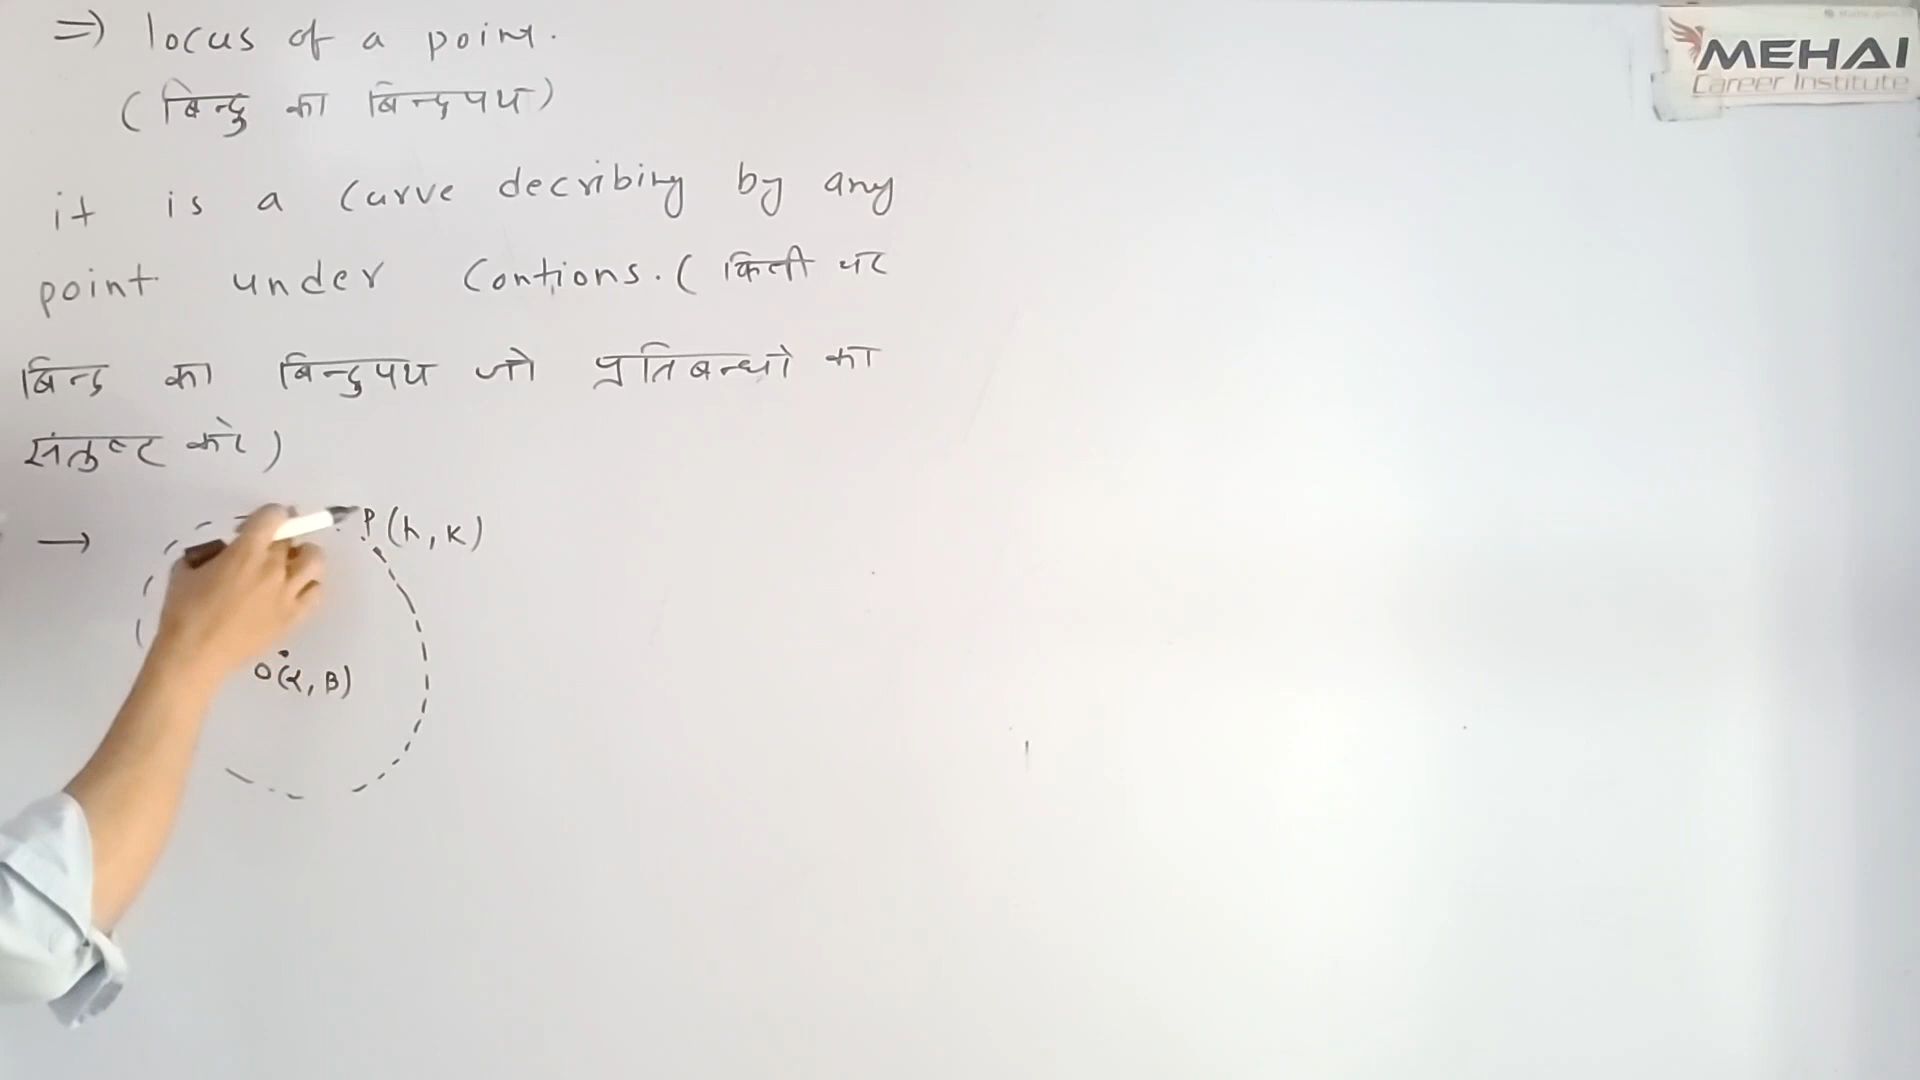 =) locus of a point.
(बिन्दु का बिन्दुपथ)
it is a curve decribing by any
point under Contions. ( किसी चर
बिन्दु का बिन्दुपथ जो प्रतिबन्धो का
संतुष्ट करे)
→ P(h, K)
O(α, β)
MEHAI
Career Institute